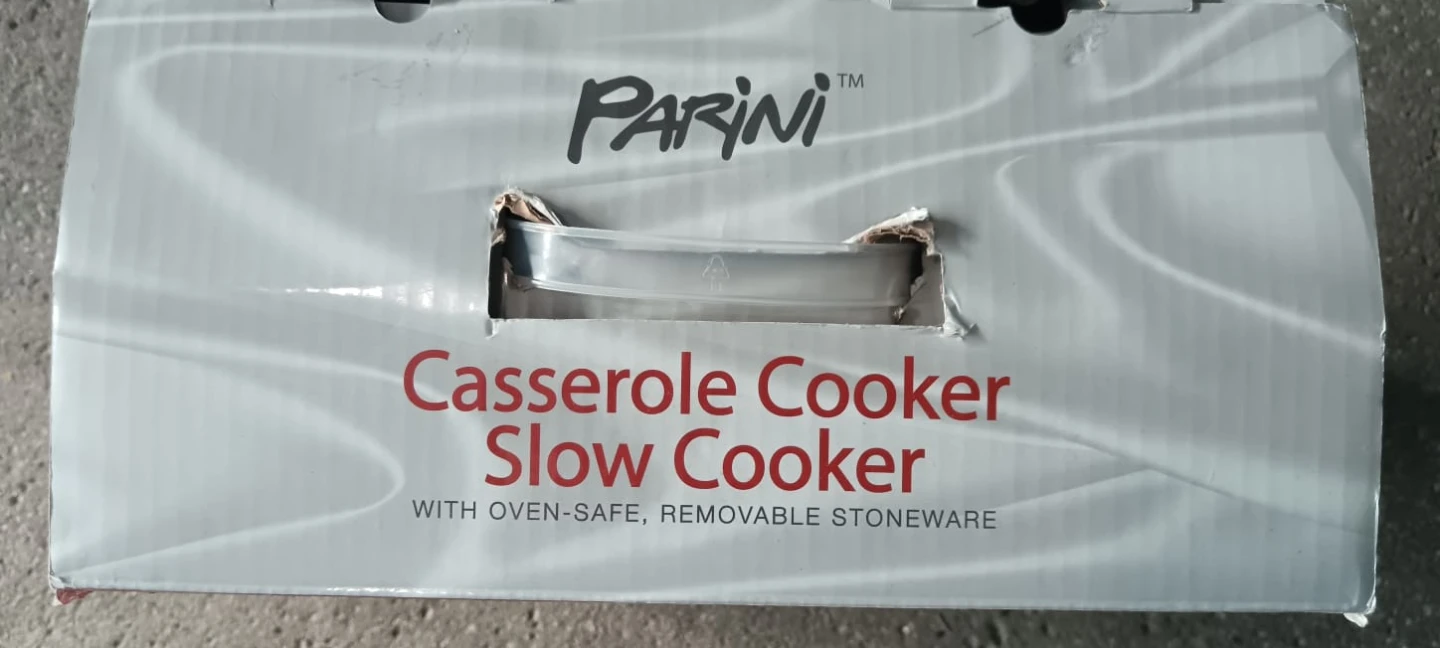 PARINI™
Casserole Cooker
Slow Cooker
WITH OVEN-SAFE, REMOVABLE STONEWARE